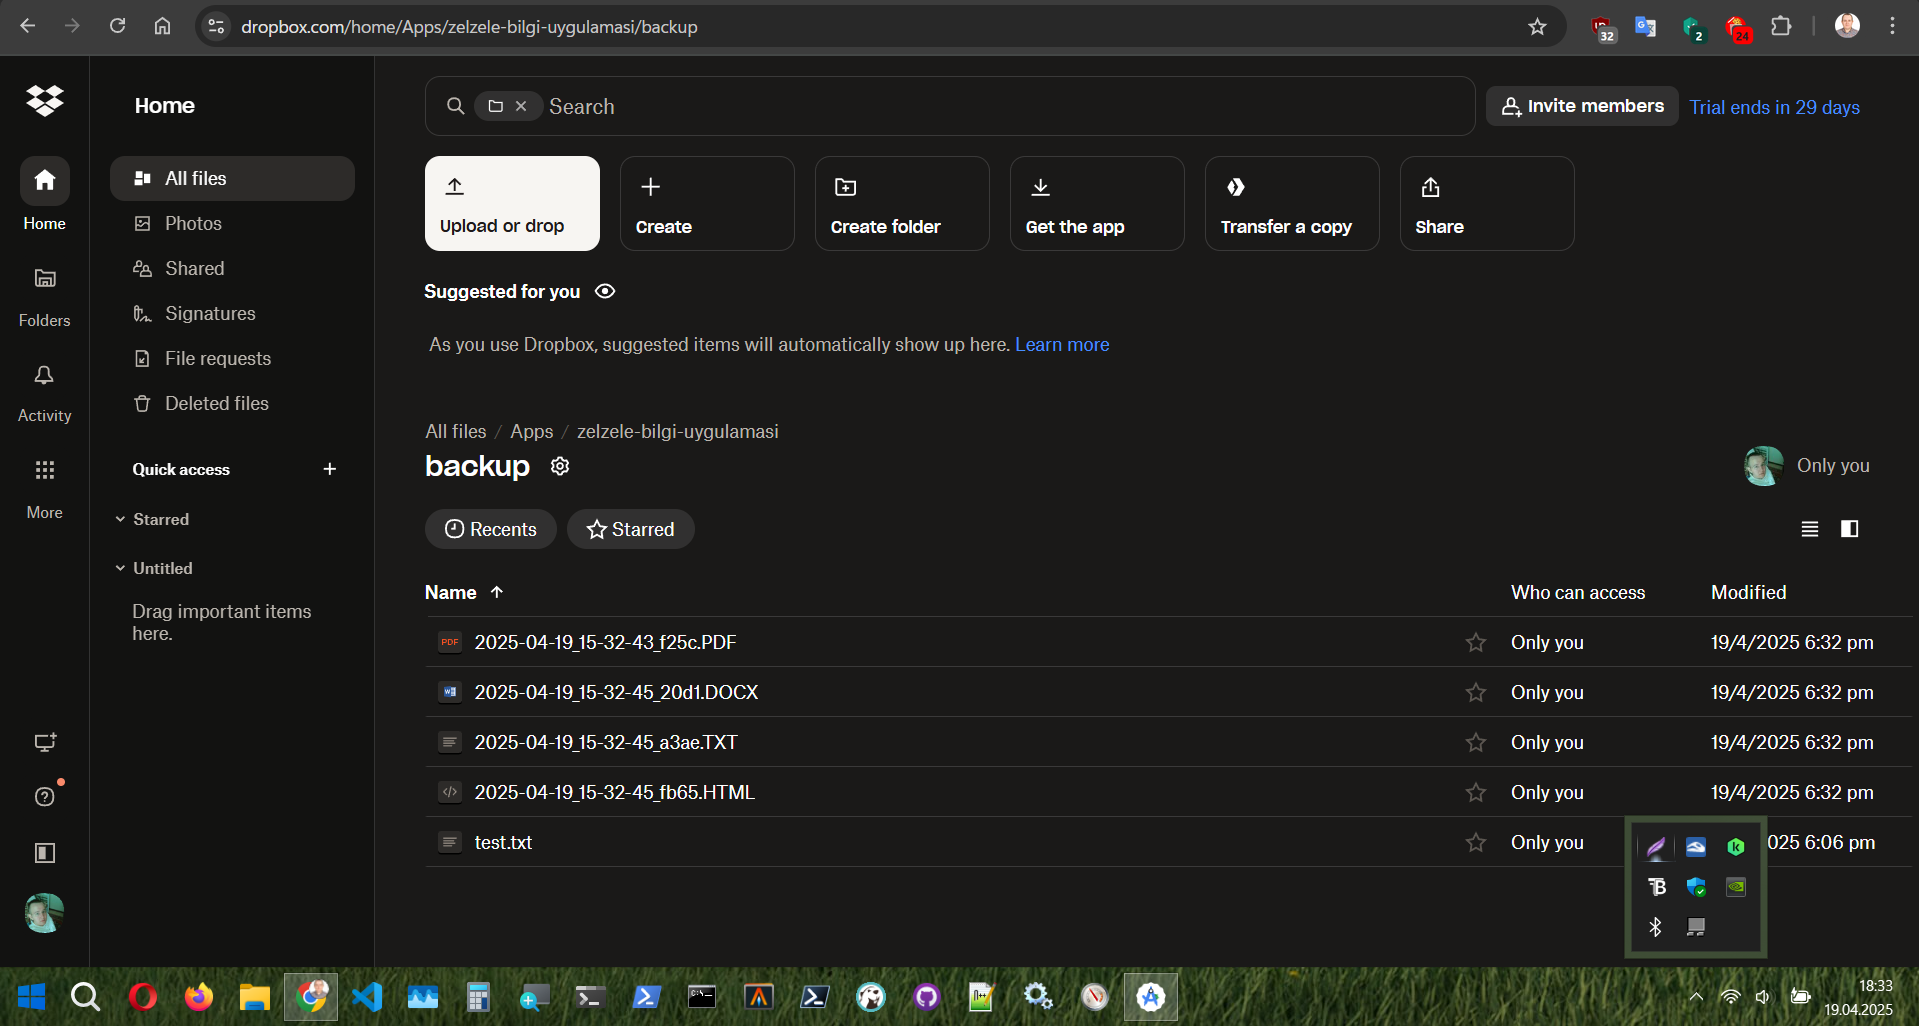 dropbox.com/home/Apps/zelzele-bilgi-uygulamasi/backup
32
2
24
Home
Search
Invite members
Trial ends in 29 days
All files
Photos
Shared
Signatures
File requests
Deleted files
Home
Folders
Activity
More
Quick access
Starred
Untitled
Drag important items
here.
Upload or drop
Create
Create folder
Get the app
Transfer a copy
Share
Suggested for you
As you use Dropbox, suggested items will automatically show up here. Learn more
All files / Apps / zelzele-bilgi-uygulamasi
backup
Only you
Recents
Starred
Name
Who can access
Modified
PDF 2025-04-19_15-32-43_f25c.PDF Only you 19/4/2025 6:32 pm
2025-04-19_15-32-45_20d1.DOCX Only you 19/4/2025 6:32 pm
2025-04-19_15-32-45_a3ae.TXT Only you 19/4/2025 6:32 pm
2025-04-19_15-32-45_fb65.HTML Only you 19/4/2025 6:32 pm
test.txt Only you 025 6:06 pm
18:33
19.04.2025